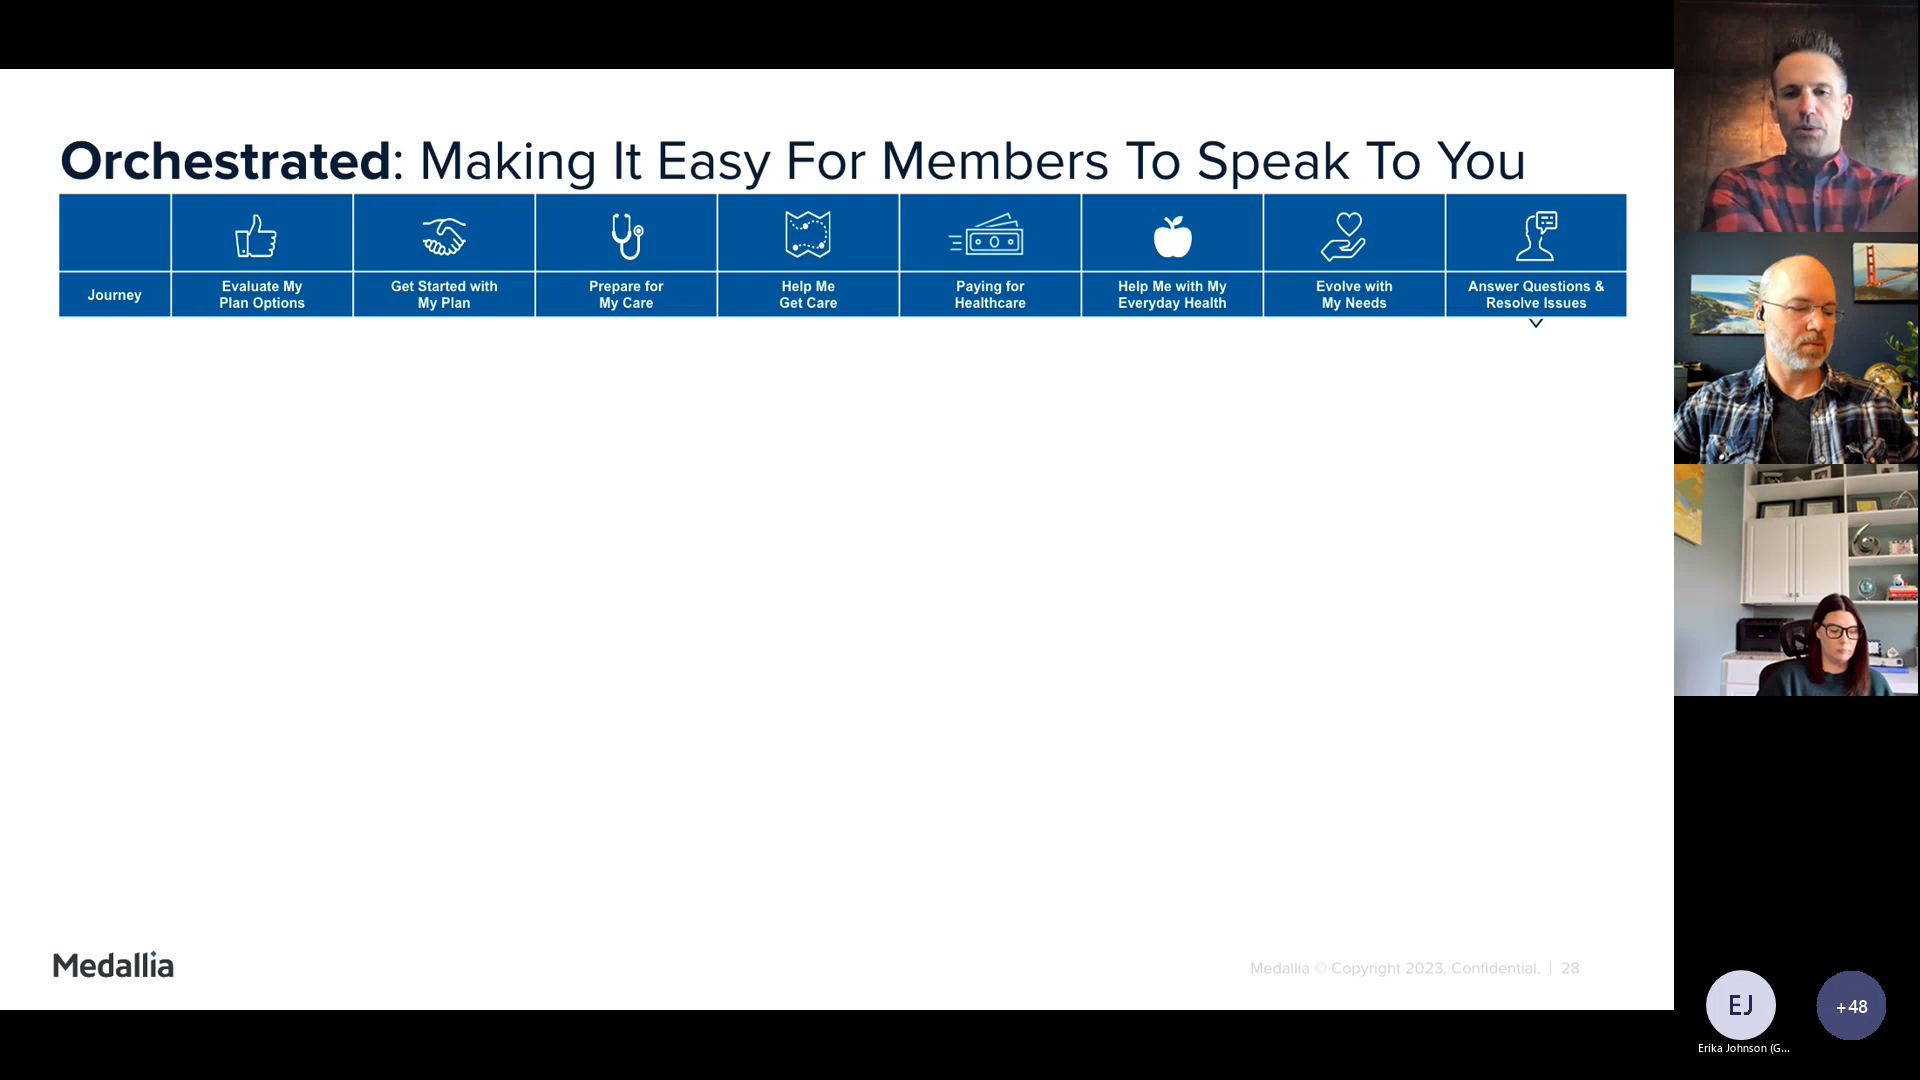 Orchestrated: Making It Easy For Members To Speak To You
Journey
Evaluate My
Plan Options
Get Started with
My Plan
Prepare for
My Care
Help Me
Get Care
Paying for
Healthcare
Help Me with My
Everyday Health
Evolve with
My Needs
Answer Questions &
Resolve Issues
Medallia
Medallia © Copyright 2023. Confidential. | 28
EJ
+48
Erika Johnson (G...